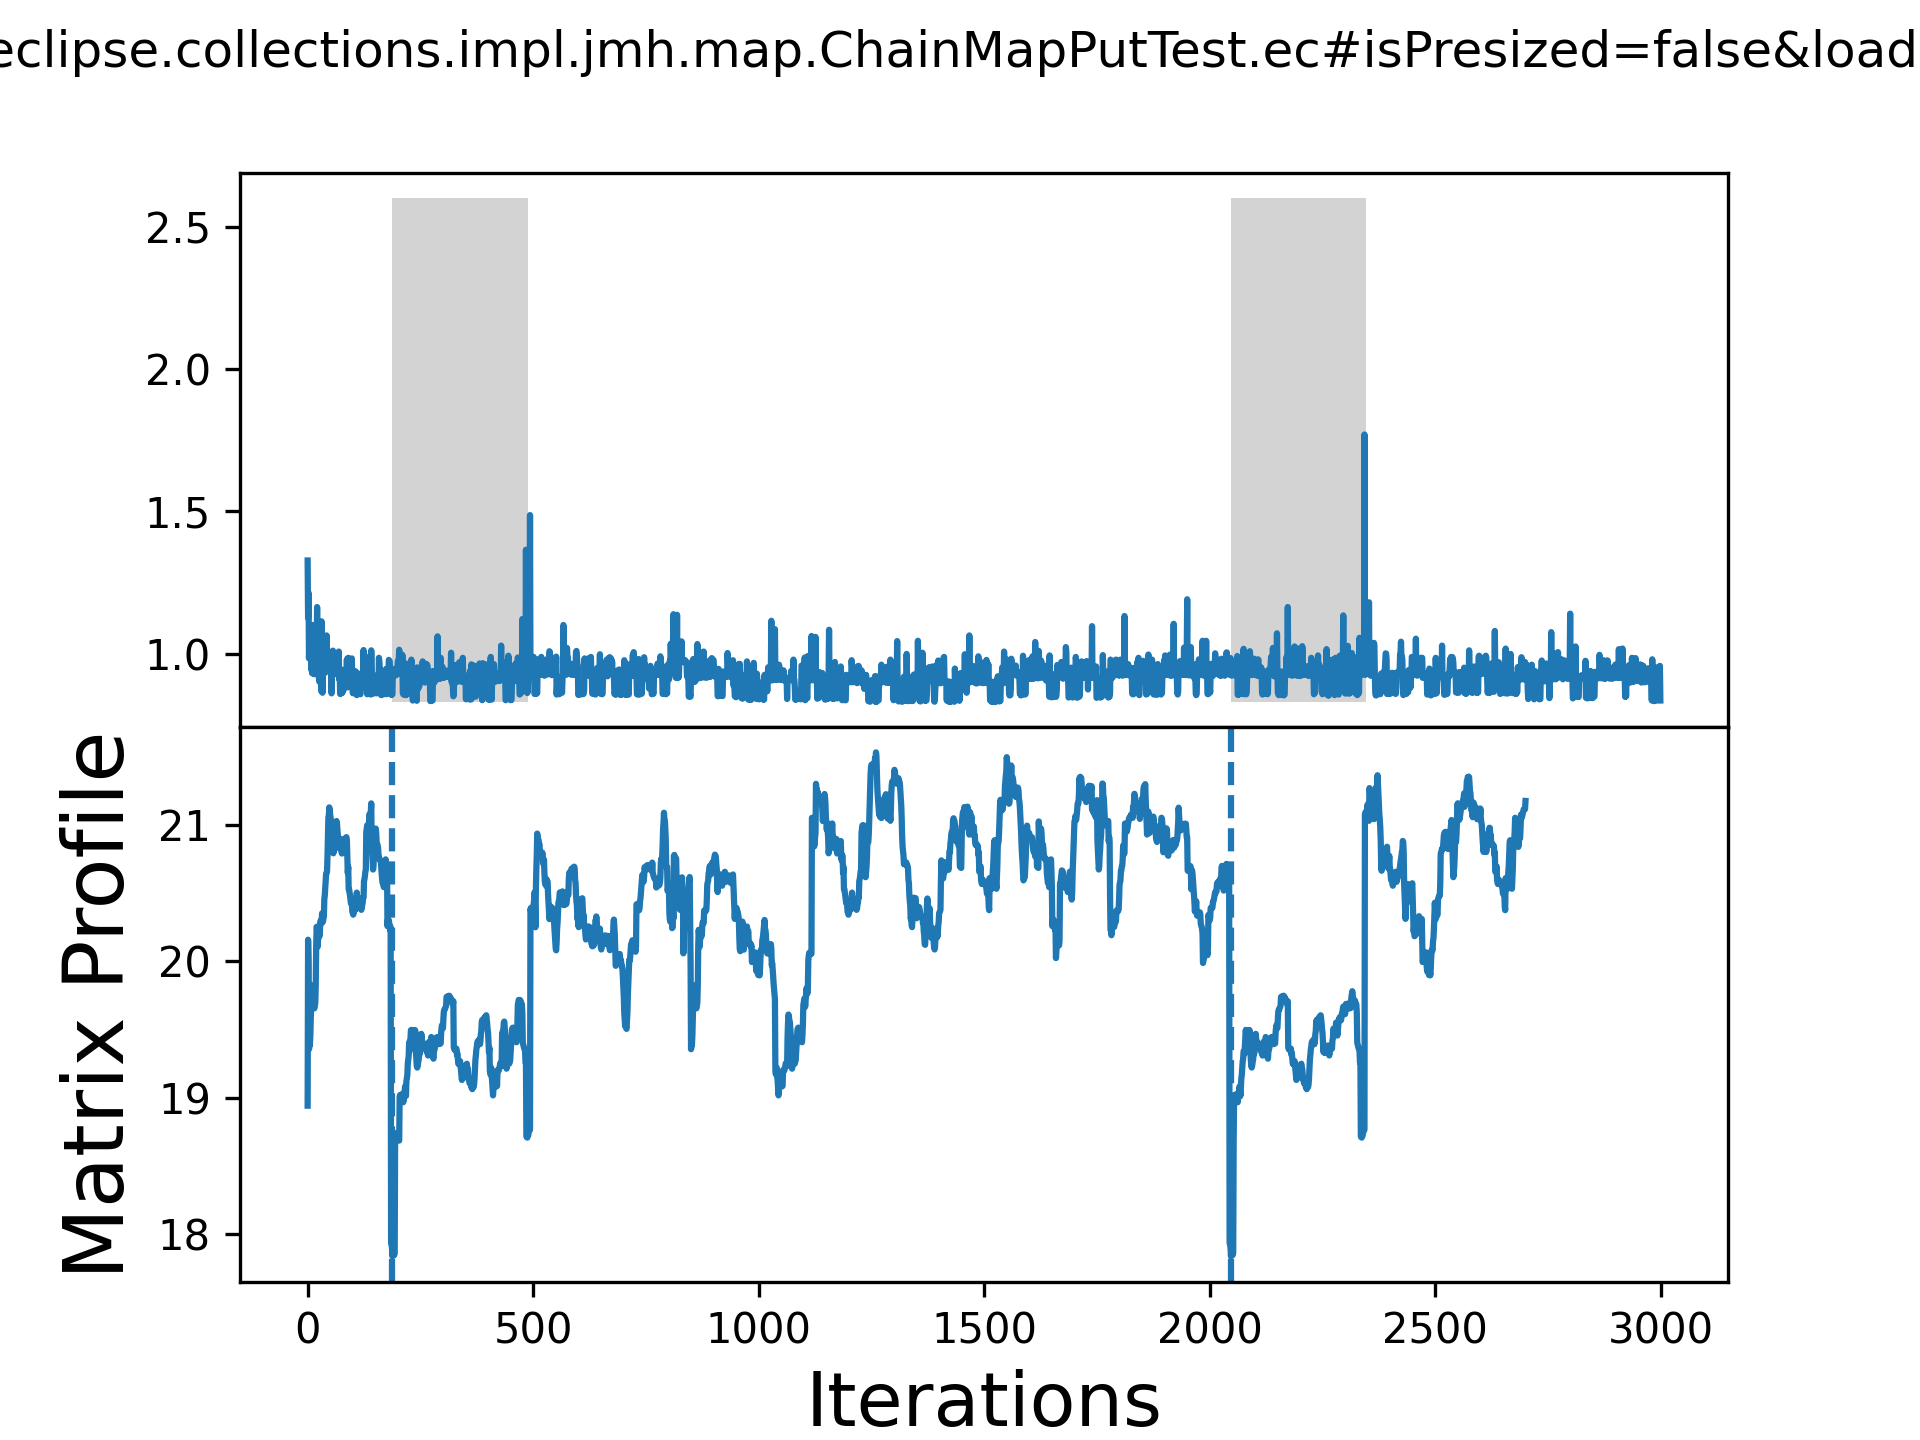 eclipse.collections.impl.jmh.map.ChainMapPutTest.ec#isPresized=false&load
2.5
2.0
1.5
1.0
Matrix Profile
21
20
19
18
0 500 1000 1500 2000 2500 3000
Iterations